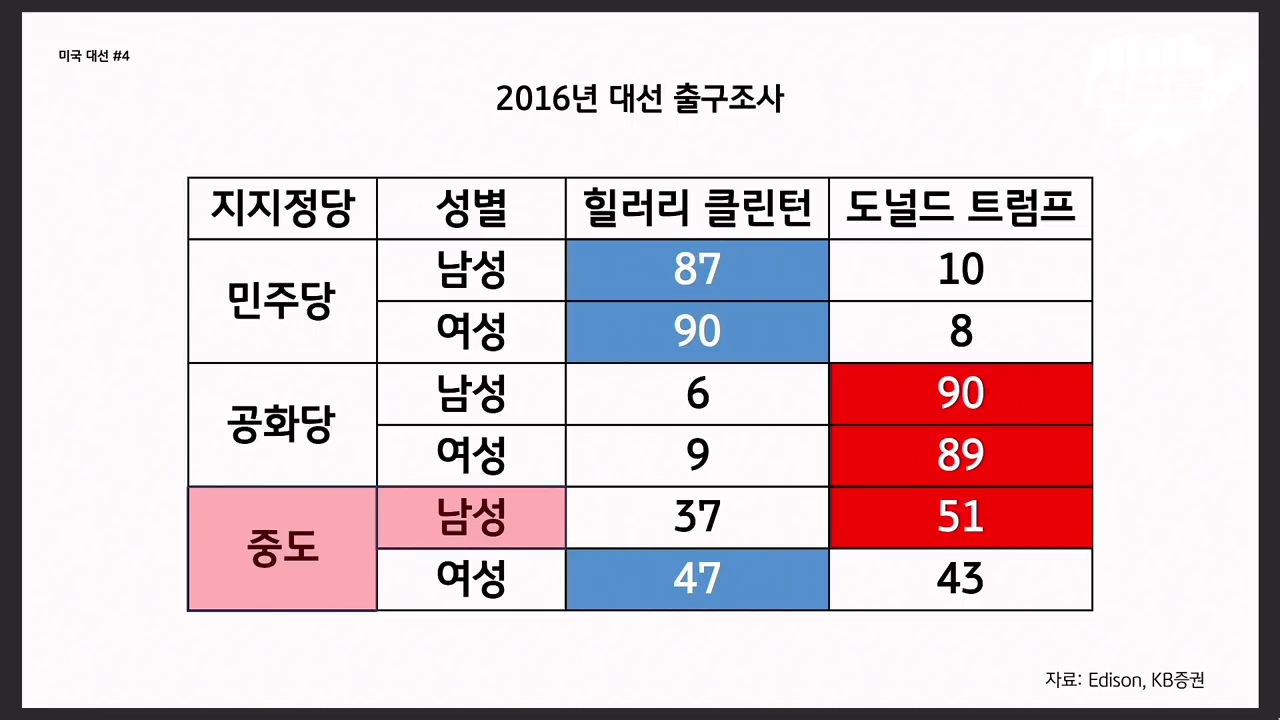 미국 대선 #4
2016년 대선 출구조사
지지정당 성별 힐러리 클린턴 도널드 트럼프
민주당 남성 87 10
여성 90 8
공화당 남성 6 90
여성 9 89
중도 남성 37 51
여성 47 43
자료: Edison, KB증권